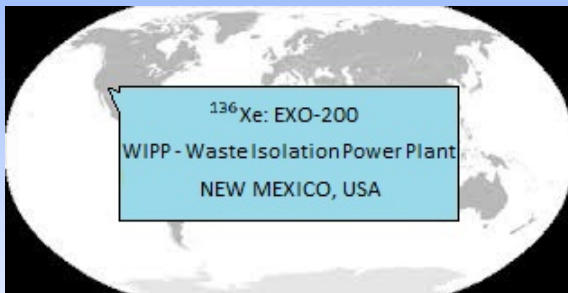 ¹³⁶Xe: EXO-200
WIPP - Waste Isolation Power Plant
NEW MEXICO, USA